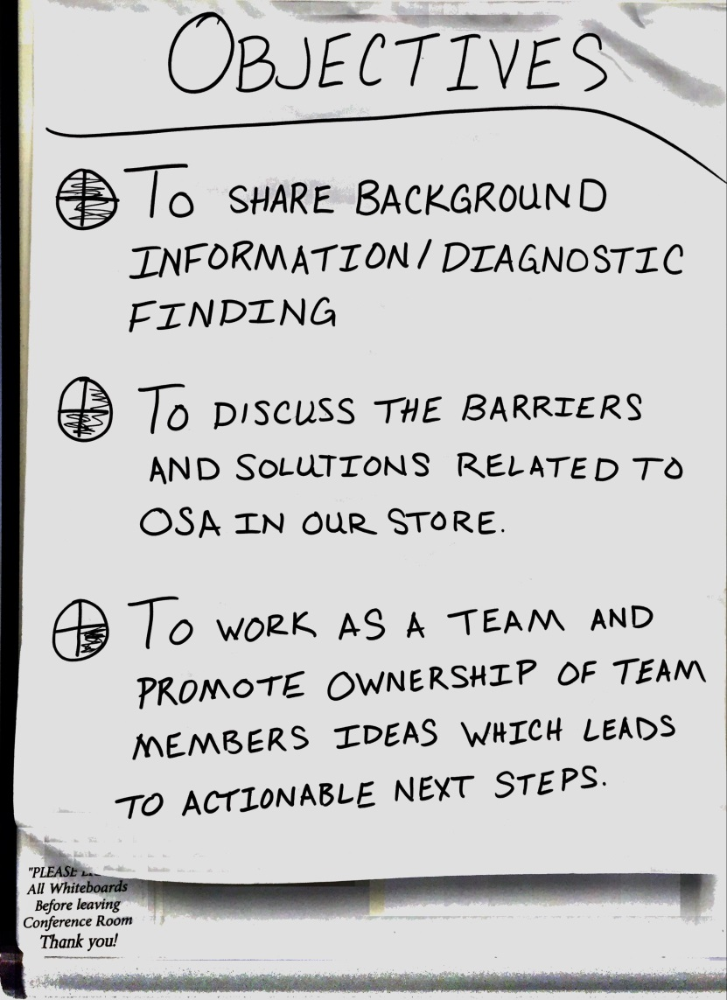 OBJECTIVES
TO SHARE BACKGROUND
INFORMATION/DIAGNOSTIC
FINDING
TO DISCUSS THE BARRIERS
AND SOLUTIONS RELATED TO
OSA IN OUR STORE.
TO WORK AS A TEAM AND
PROMOTE OWNERSHIP OF TEAM
MEMBERS IDEAS WHICH LEADS
TO ACTIONABLE NEXT STEPS.
"PLEASE
All Whiteboards
Before leaving
Conference Room
Thank you!